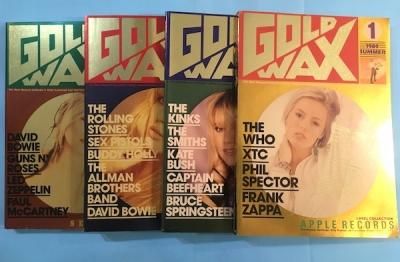 GOLD
WAX
DAVID
BOWIE
GUNS N'
ROSES
LED
ZEPPELIN
PAUL
McCARTNEY
GOLD
WAX
THE
ROLLING
STONES
SEX PISTOLS
BUDDY HOLLY
THE
ALLMAN
BROTHERS
BAND
DAVID BOWIE
GOLD
WAX
THE KINKS
THE
SMITHS
KATE
BUSH
CAPTAIN
BEEFHEART
BRUCE
SPRINGSTEEN
GOLD
WAX
1
1989
SUMMER
THE WHO
XTC
PHIL
SPECTOR
FRANK
ZAPPA
LABEL COLLECTION
APPLE RECORDS